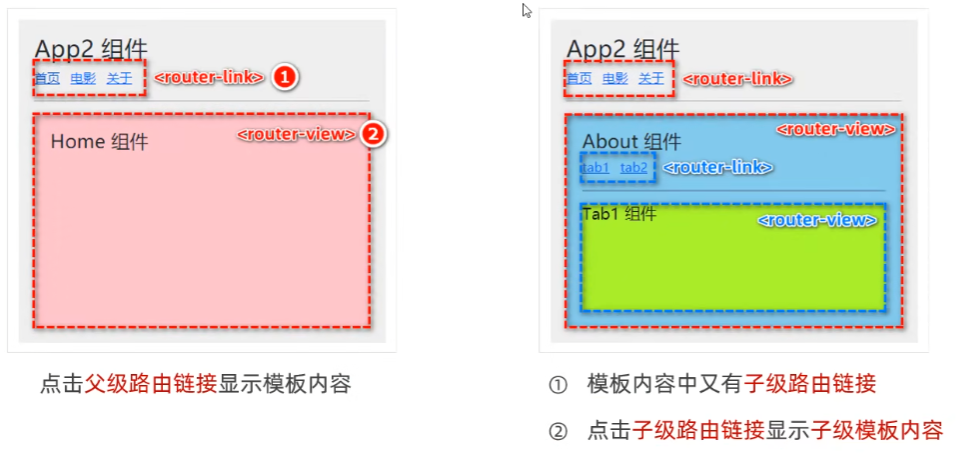 App2 组件
首页 电影 关于 <router-link> 1
Home 组件 <router-view> 2
点击父级路由链接显示模板内容
App2 组件
首页 电影 关于 <router-link>
<router-view>
About 组件
tab1 tab2 <router-link>
Tab1 组件 <router-view>
① 模板内容中又有子级路由链接
② 点击子级路由链接显示子级模板内容